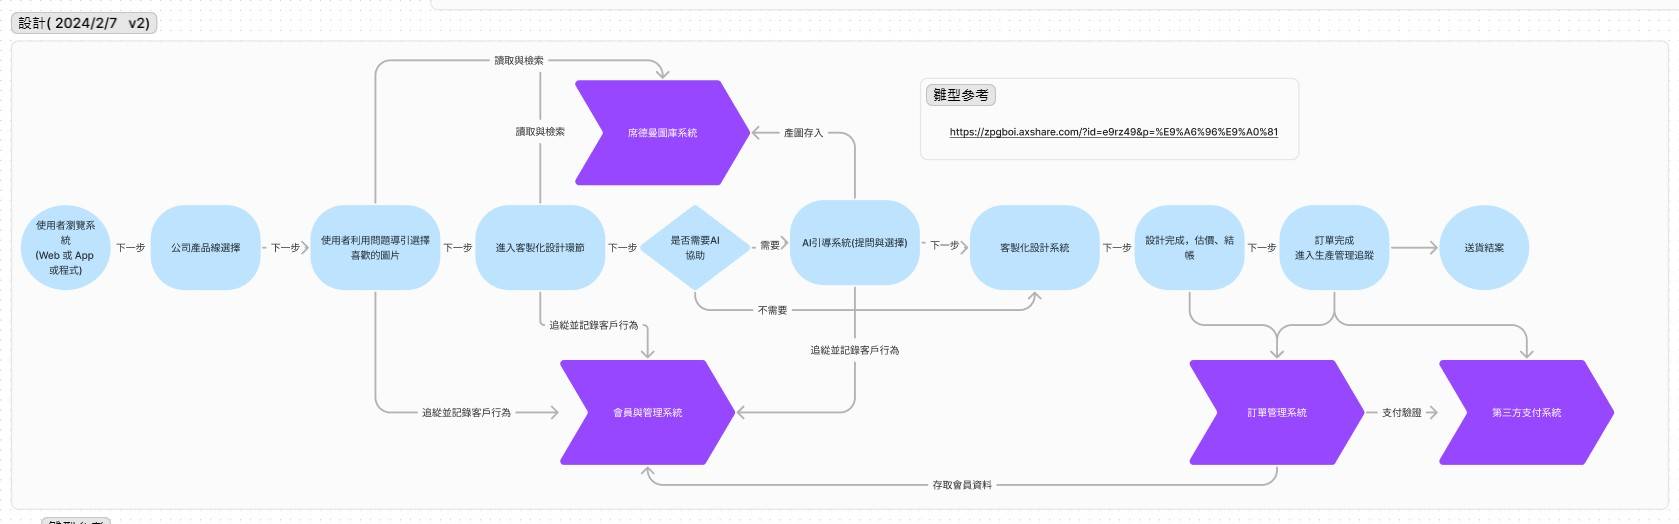 設計( 2024/2/7 v2)
讀取與檢索
讀取與檢索
席德曼圖庫系統
產圖存入
雛型參考
https://zpgboi.axshare.com/?id=e9rz49&p=%E9%A6%96%E9%A0%81
使用者瀏覽系
統
(Web 或 App
或程式)
下一步
公司產品線選擇
下一步
使用者利用問題導引選擇
喜歡的圖片
下一步
進入客製化設計環節
下一步
是否需要AI
協助
需要
AI引導系統(提問與選擇)
下一步
客製化設計系統
下一步
設計完成，估價、結
帳
下一步
訂單完成
進入生產管理追蹤
送貨結案
不需要
追縱並記錄客戶行為
追縱並記錄客戶行為
追縱並記錄客戶行為
會員與管理系統
訂單管理系統
支付驗證
第三方支付系統
存取會員資料